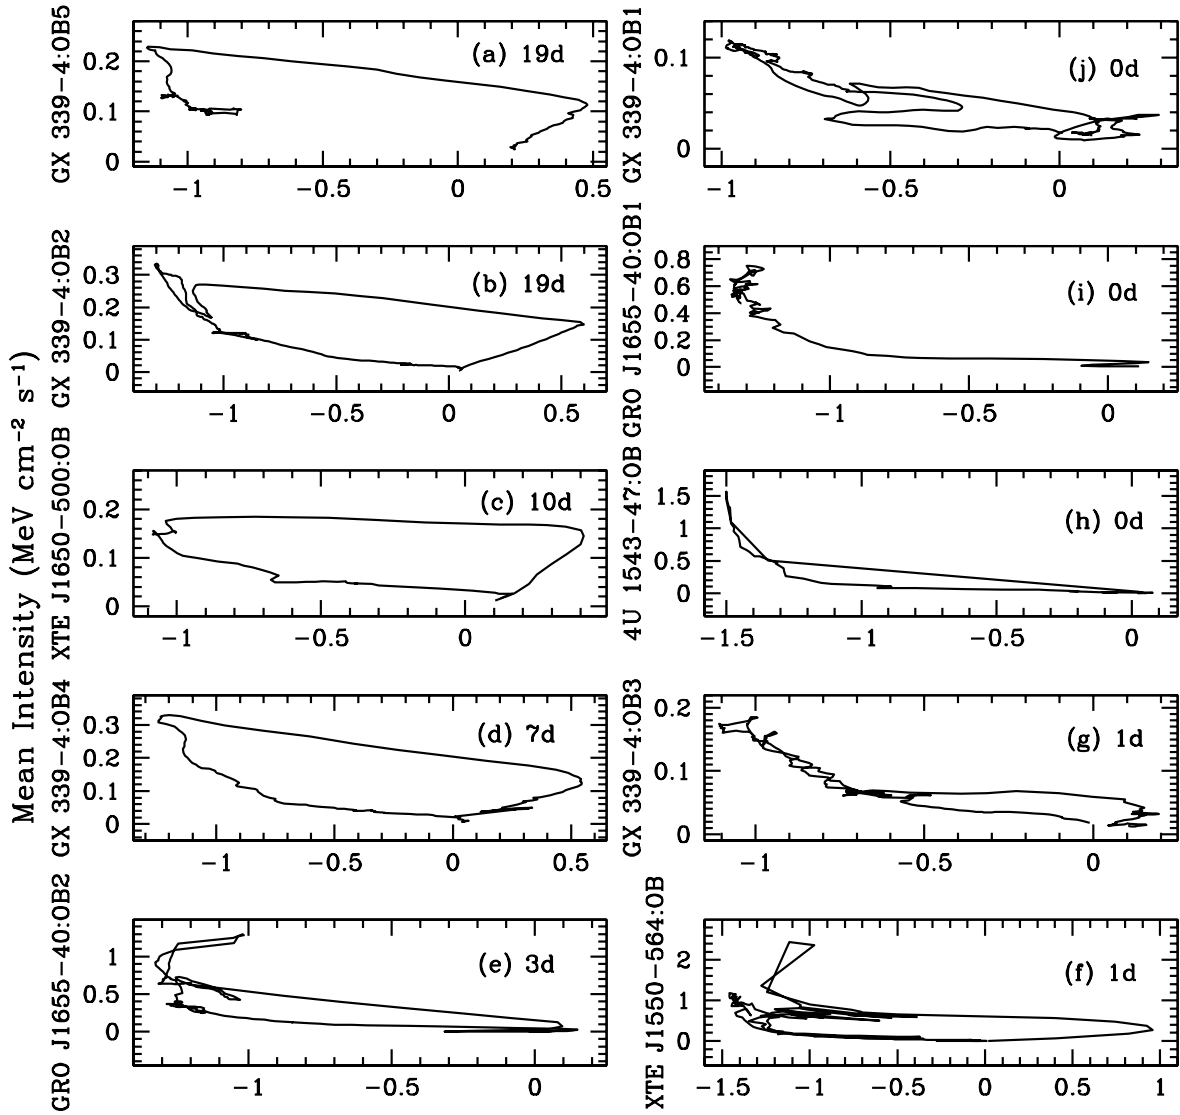 Mean Intensity (MeV cm⁻² s⁻¹)
GX 339-4:OB5
(a) 19d
0.2
0.1
0
-1 -0.5 0 0.5
GX 339-4:OB2
(b) 19d
0.3
0.2
0.1
0
-1 -0.5 0 0.5
XTE J1650-500:OB
(c) 10d
0.2
0.1
0
-1 -0.5 0
GX 339-4:OB4
(d) 7d
0.3
0.2
0.1
0
-1 -0.5 0 0.5
GRO J1655-40:OB2
(e) 3d
1
0.5
0
-1 -0.5 0
GX 339-4:OB1
(j) 0d
0.1
0
-1 -0.5 0
GRO J1655-40:OB1
(i) 0d
0.8
0.6
0.4
0.2
0
-1 -0.5 0
4U 1543-47:OB
(h) 0d
1.5
1
0.5
0
-1.5 -1 -0.5 0
GX 339-4:OB3
(g) 1d
0.2
0.1
0
-1 -0.5 0
XTE J1550-564:OB
(f) 1d
2
1
0
-1.5 -1 -0.5 0 0.5 1